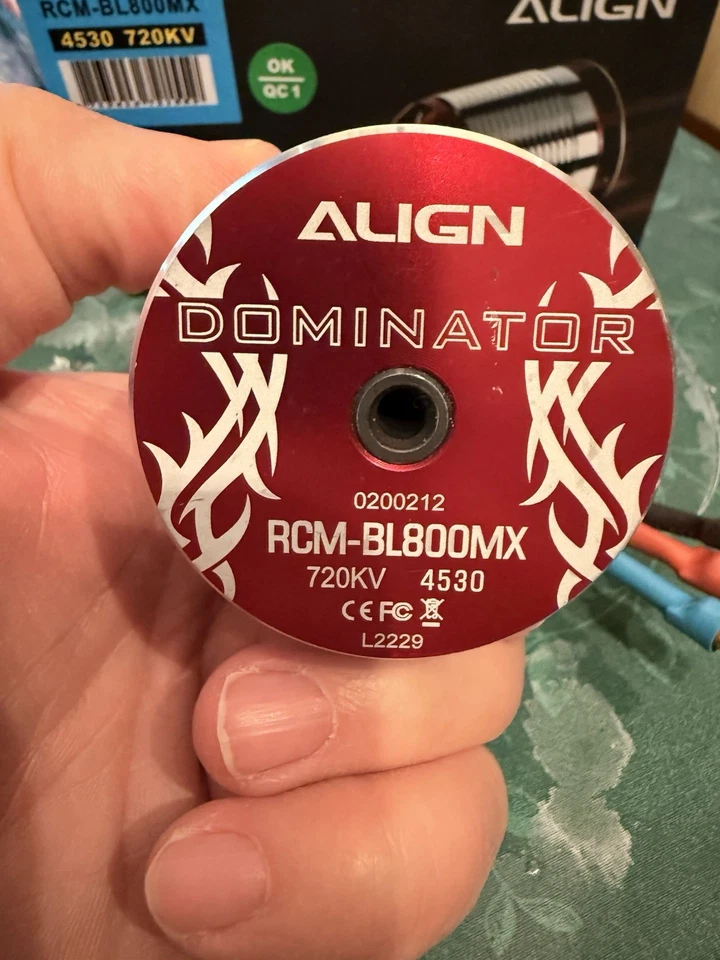 RCM-BL800MX
4530 720KV
OK
QC 1
ALIGN
ALIGN
DOMINATOR
0200212
RCM-BL800MX
720KV 4530
CE FC
L2229